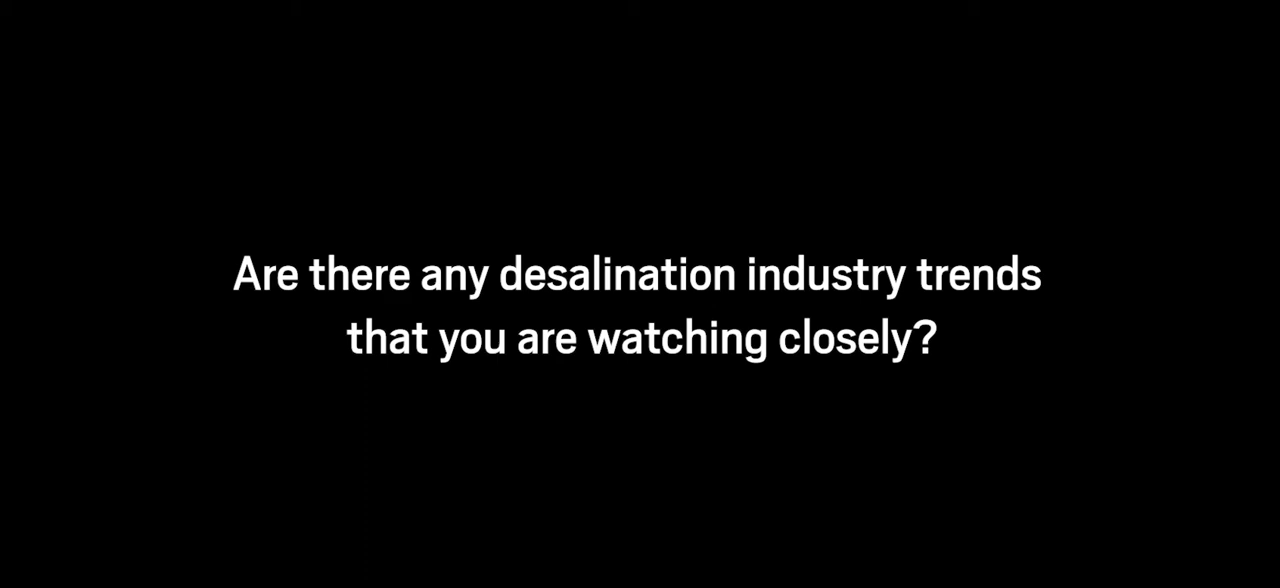 Are there any desalination industry trends
that you are watching closely?